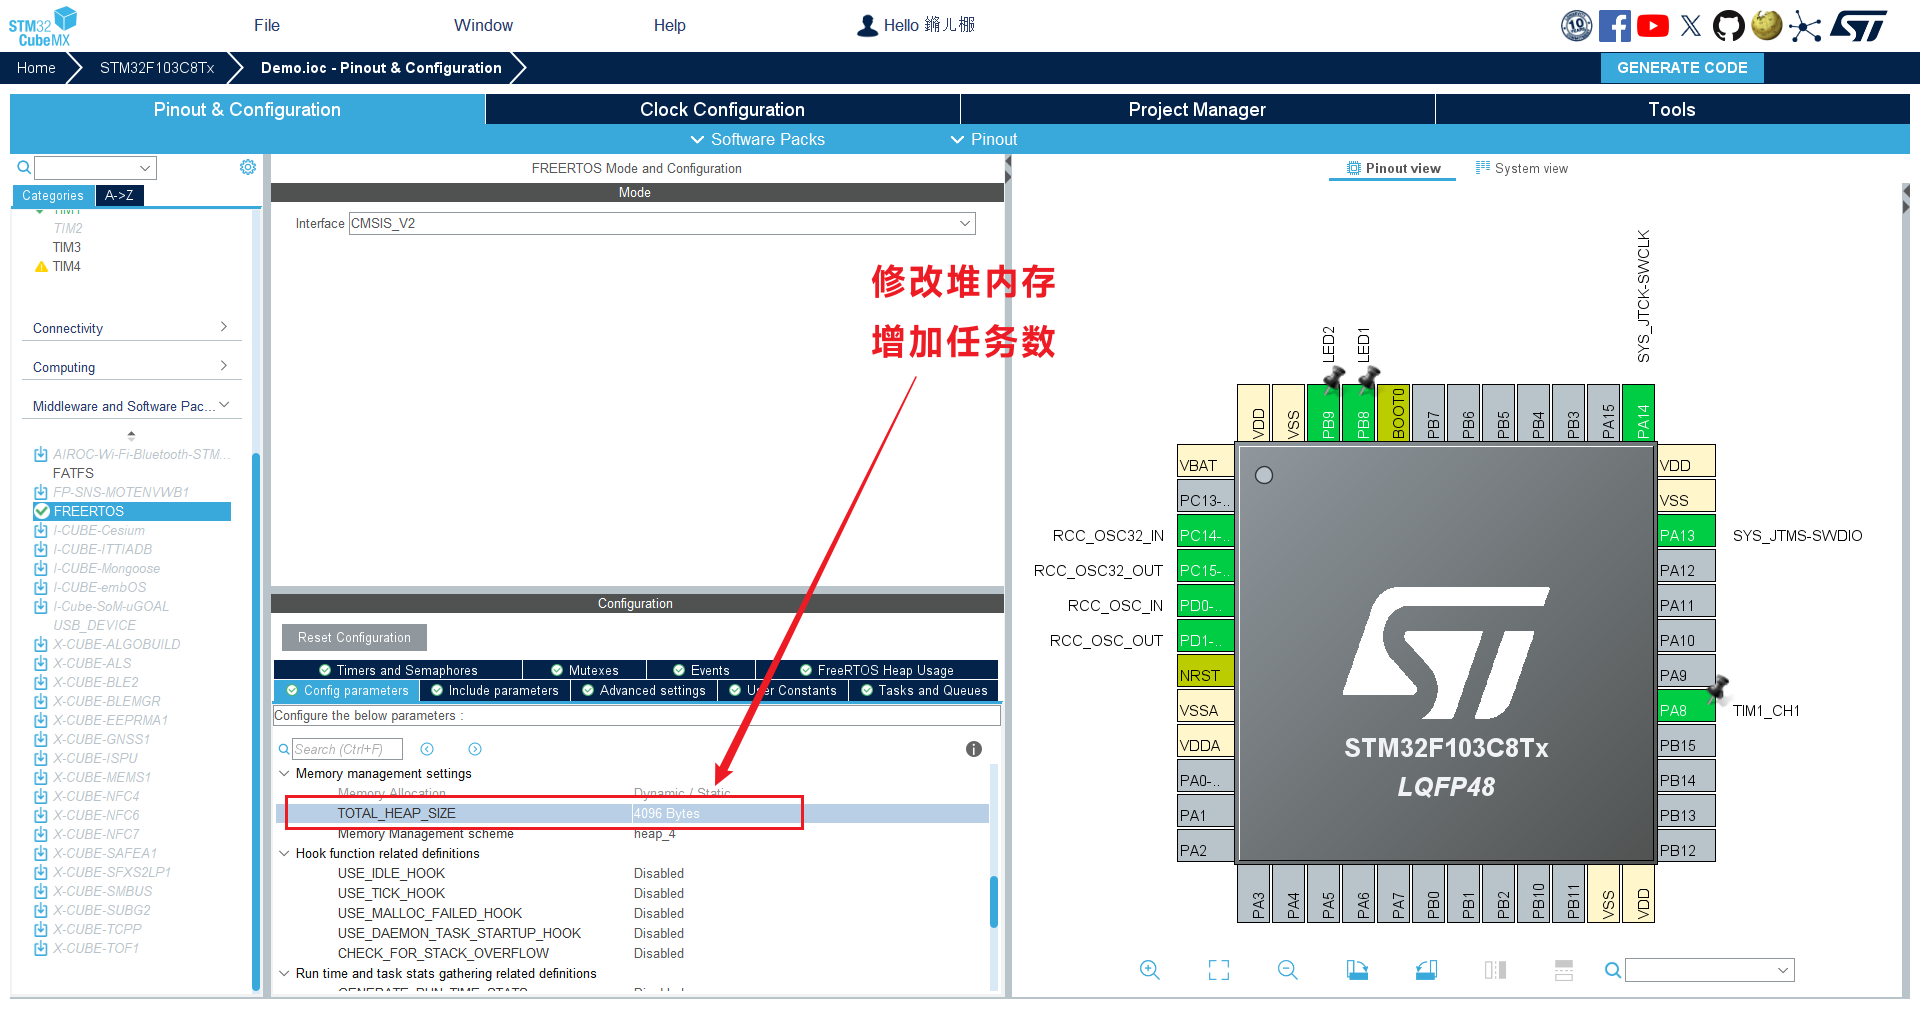 STM32
CubeMX
File
Window
Help
Hello 鏅儿棴
10
Home
STM32F103C8Tx
Demo.ioc - Pinout & Configuration
GENERATE CODE
Pinout & Configuration
Clock Configuration
Project Manager
Tools
Software Packs
Pinout
Categories
A->Z
TIM1
TIM2
TIM3
TIM4
Connectivity
Computing
Middleware and Software Pac...
AIROC-Wi-Fi-Bluetooth-STM...
FATFS
FP-SNS-MOTENVWB1
FREERTOS
I-CUBE-Cesium
I-CUBE-ITTIADB
I-CUBE-Mongoose
I-CUBE-embOS
I-Cube-SoM-uGOAL
USB_DEVICE
X-CUBE-ALGOBUILD
X-CUBE-ALS
X-CUBE-BLE2
X-CUBE-BLEMGR
X-CUBE-EEPRMA1
X-CUBE-GNSS1
X-CUBE-ISPU
X-CUBE-MEMS1
X-CUBE-NFC4
X-CUBE-NFC6
X-CUBE-NFC7
X-CUBE-SAFEA1
X-CUBE-SFXS2LP1
X-CUBE-SMBUS
X-CUBE-SUBG2
X-CUBE-TCPP
X-CUBE-TOF1
FREERTOS Mode and Configuration
Mode
Interface CMSIS_V2
修改堆内存
增加任务数
Configuration
Reset Configuration
Timers and Semaphores
Mutexes
Events
FreeRTOS Heap Usage
Config parameters
Include parameters
Advanced settings
User Constants
Tasks and Queues
Configure the below parameters :
Search (Ctrl+F)
Memory management settings
Memory Allocation Dynamic / Static
TOTAL_HEAP_SIZE 4096 Bytes
Memory Management scheme heap_4
Hook function related definitions
USE_IDLE_HOOK Disabled
USE_TICK_HOOK Disabled
USE_MALLOC_FAILED_HOOK Disabled
USE_DAEMON_TASK_STARTUP_HOOK Disabled
CHECK_FOR_STACK_OVERFLOW Disabled
Run time and task stats gathering related definitions
GENERATE_RUN_TIME_STATS Disabled
Pinout view
System view
LED2
LED1
SYS_JTCK-SWCLK
VDD
VSS
PB9
PB8
BOOT0
PB7
PB6
PB5
PB4
PB3
PA15
PA14
VBAT
PC13-..
RCC_OSC32_IN PC14-..
RCC_OSC32_OUT PC15-..
RCC_OSC_IN PD0-..
RCC_OSC_OUT PD1-..
NRST
VSSA
VDDA
PA0-..
PA1
PA2
STM32F103C8Tx
LQFP48
VDD
VSS
PA13 SYS_JTMS-SWDIO
PA12
PA11
PA10
PA9
PA8 TIM1_CH1
PB15
PB14
PB13
PB12
PA3
PA4
PA5
PA6
PA7
PB0
PB1
PB2
PB10
PB11
VSS
VDD